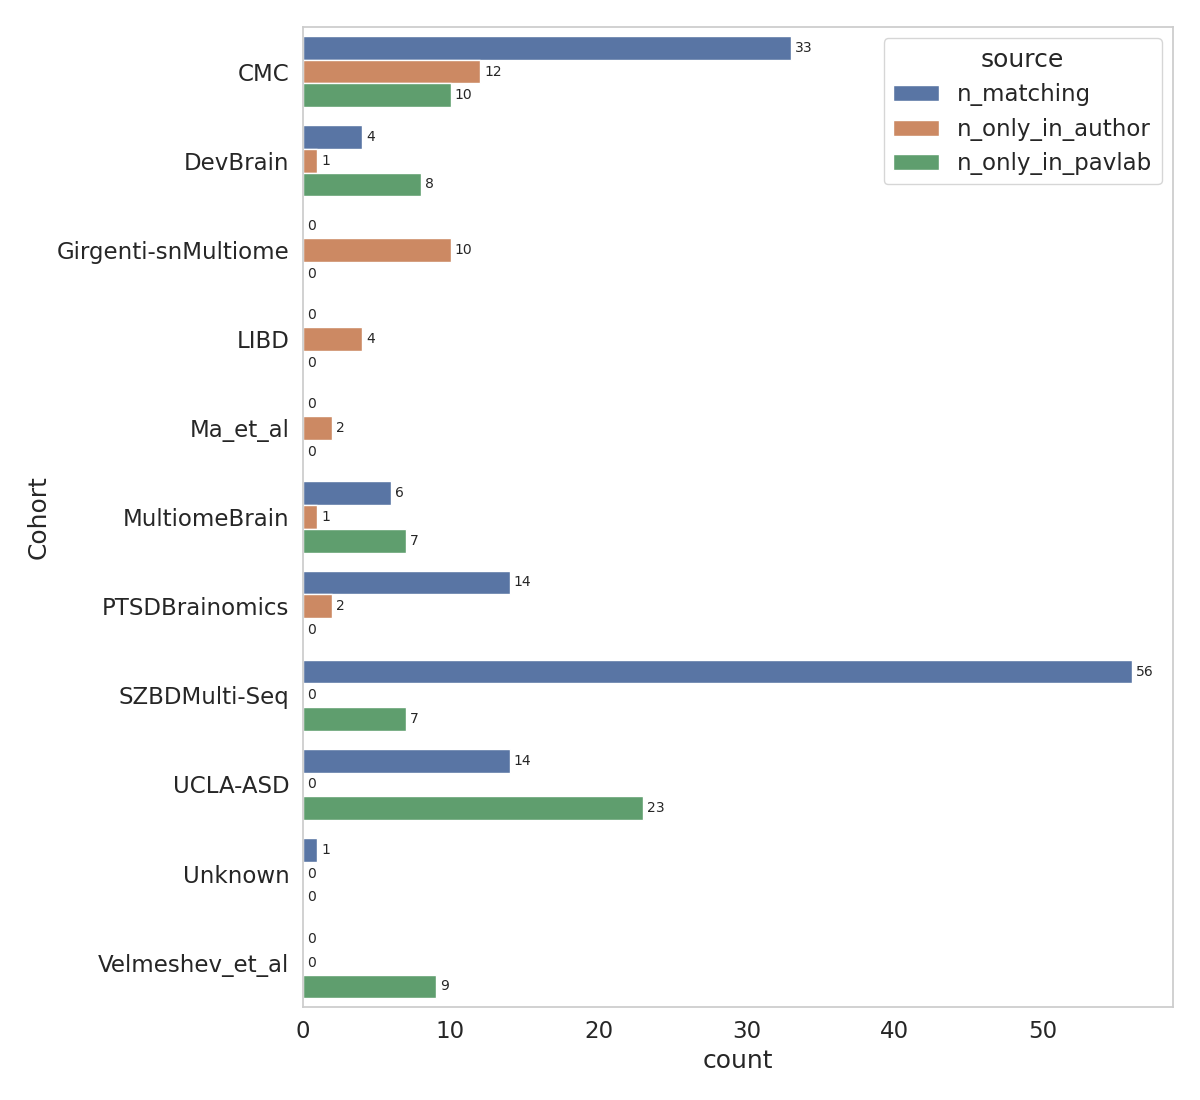 source
n_matching
n_only_in_author
n_only_in_pavlab
Cohort
CMC
33
12
10
DevBrain
4
1
8
Girgenti-snMultiome
0
10
0
LIBD
0
4
0
Ma_et_al
0
2
0
MultiomeBrain
6
1
7
PTSDBrainomics
14
2
0
SZBDMulti-Seq
56
0
7
UCLA-ASD
14
0
23
Unknown
1
0
0
Velmeshev_et_al
0
0
9
0 10 20 30 40 50
count